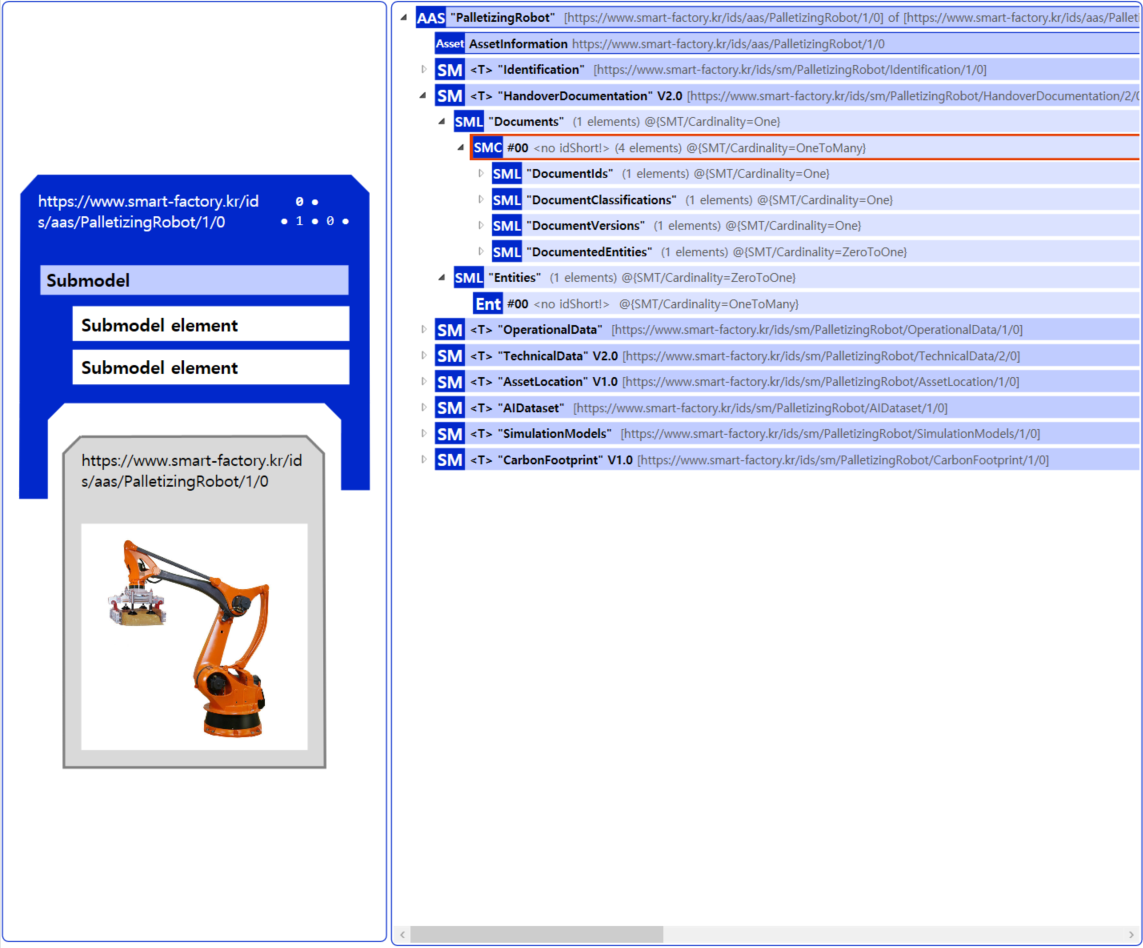 https://www.smart-factory.kr/id
s/aas/PalletizingRobot/1/0
0 ●
● 1 ● 0 ●
Submodel
Submodel element
Submodel element
https://www.smart-factory.kr/id
s/aas/PalletizingRobot/1/0
AAS "PalletizingRobot" [https://www.smart-factory.kr/ids/aas/PalletizingRobot/1/0] of [https://www.smart-factory.kr/ids/aas/Pallet
Asset AssetInformation https://www.smart-factory.kr/ids/aas/PalletizingRobot/1/0
SM <T> "Identification" [https://www.smart-factory.kr/ids/sm/PalletizingRobot/Identification/1/0]
SM <T> "HandoverDocumentation" V2.0 [https://www.smart-factory.kr/ids/sm/PalletizingRobot/HandoverDocumentation/2/0
SML "Documents" (1 elements) @{SMT/Cardinality=One}
SMC #00 <no idShort!> (4 elements) @{SMT/Cardinality=OneToMany}
SML "DocumentIds" (1 elements) @{SMT/Cardinality=One}
SML "DocumentClassifications" (1 elements) @{SMT/Cardinality=One}
SML "DocumentVersions" (1 elements) @{SMT/Cardinality=One}
SML "DocumentedEntities" (1 elements) @{SMT/Cardinality=ZeroToOne}
SML "Entities" (1 elements) @{SMT/Cardinality=ZeroToOne}
Ent #00 <no idShort!> @{SMT/Cardinality=OneToMany}
SM <T> "OperationalData" [https://www.smart-factory.kr/ids/sm/PalletizingRobot/OperationalData/1/0]
SM <T> "TechnicalData" V2.0 [https://www.smart-factory.kr/ids/sm/PalletizingRobot/TechnicalData/2/0]
SM <T> "AssetLocation" V1.0 [https://www.smart-factory.kr/ids/sm/PalletizingRobot/AssetLocation/1/0]
SM <T> "AIDataset" [https://www.smart-factory.kr/ids/sm/PalletizingRobot/AIDataset/1/0]
SM <T> "SimulationModels" [https://www.smart-factory.kr/ids/sm/PalletizingRobot/SimulationModels/1/0]
SM <T> "CarbonFootprint" V1.0 [https://www.smart-factory.kr/ids/sm/PalletizingRobot/CarbonFootprint/1/0]